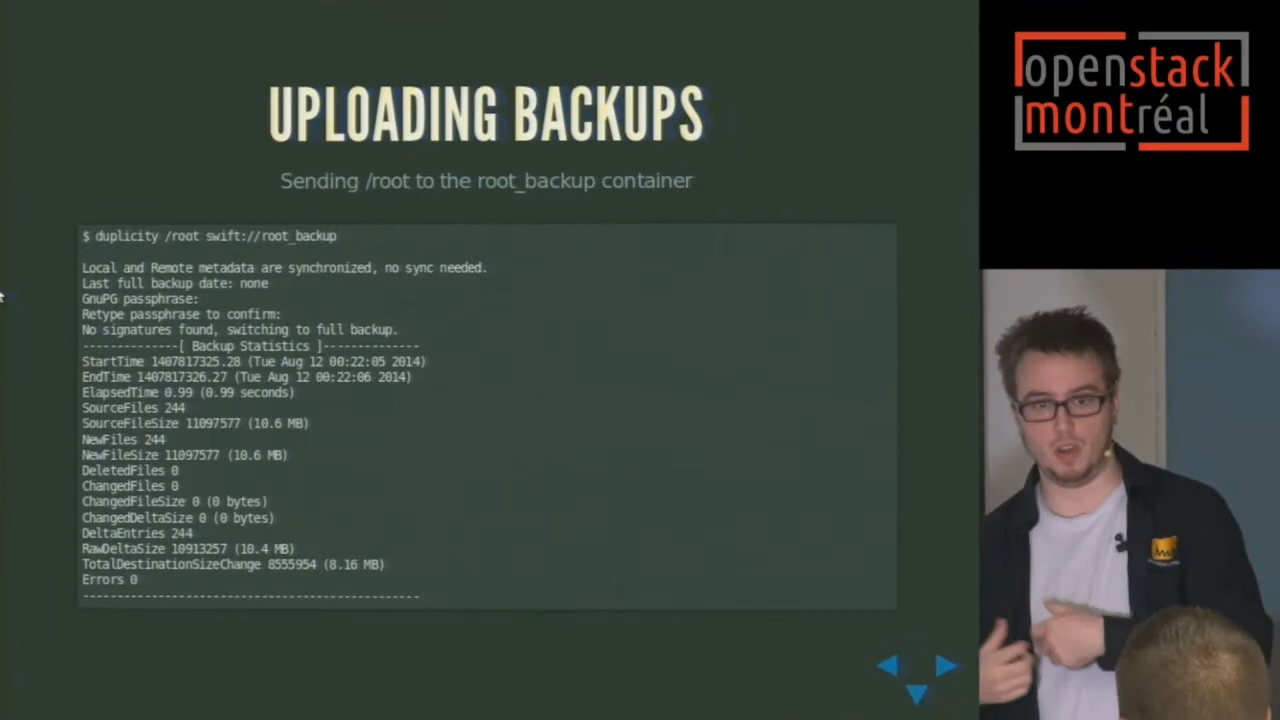 UPLOADING BACKUPS
Sending /root to the root_backup container
$ duplicity /root swift://root_backup
Local and Remote metadata are synchronized, no sync needed.
Last full backup date: none
GnuPG passphrase:
Retype passphrase to confirm:
No signatures found, switching to full backup.
--------------[ Backup Statistics ]--------------
StartTime 1407817325.28 (Tue Aug 12 00:22:05 2014)
EndTime 1407817326.27 (Tue Aug 12 00:22:06 2014)
ElapsedTime 0.99 (0.99 seconds)
SourceFiles 244
SourceFileSize 11097577 (10.6 MB)
NewFiles 244
NewFileSize 11097577 (10.6 MB)
DeletedFiles 0
ChangedFiles 0
ChangedFileSize 0 (0 bytes)
ChangedDeltaSize 0 (0 bytes)
DeltaEntries 244
RawDeltaSize 10913257 (10.4 MB)
TotalDestinationSizeChange 8555954 (8.16 MB)
Errors 0
-------------------------------------------------
openstack
montréal